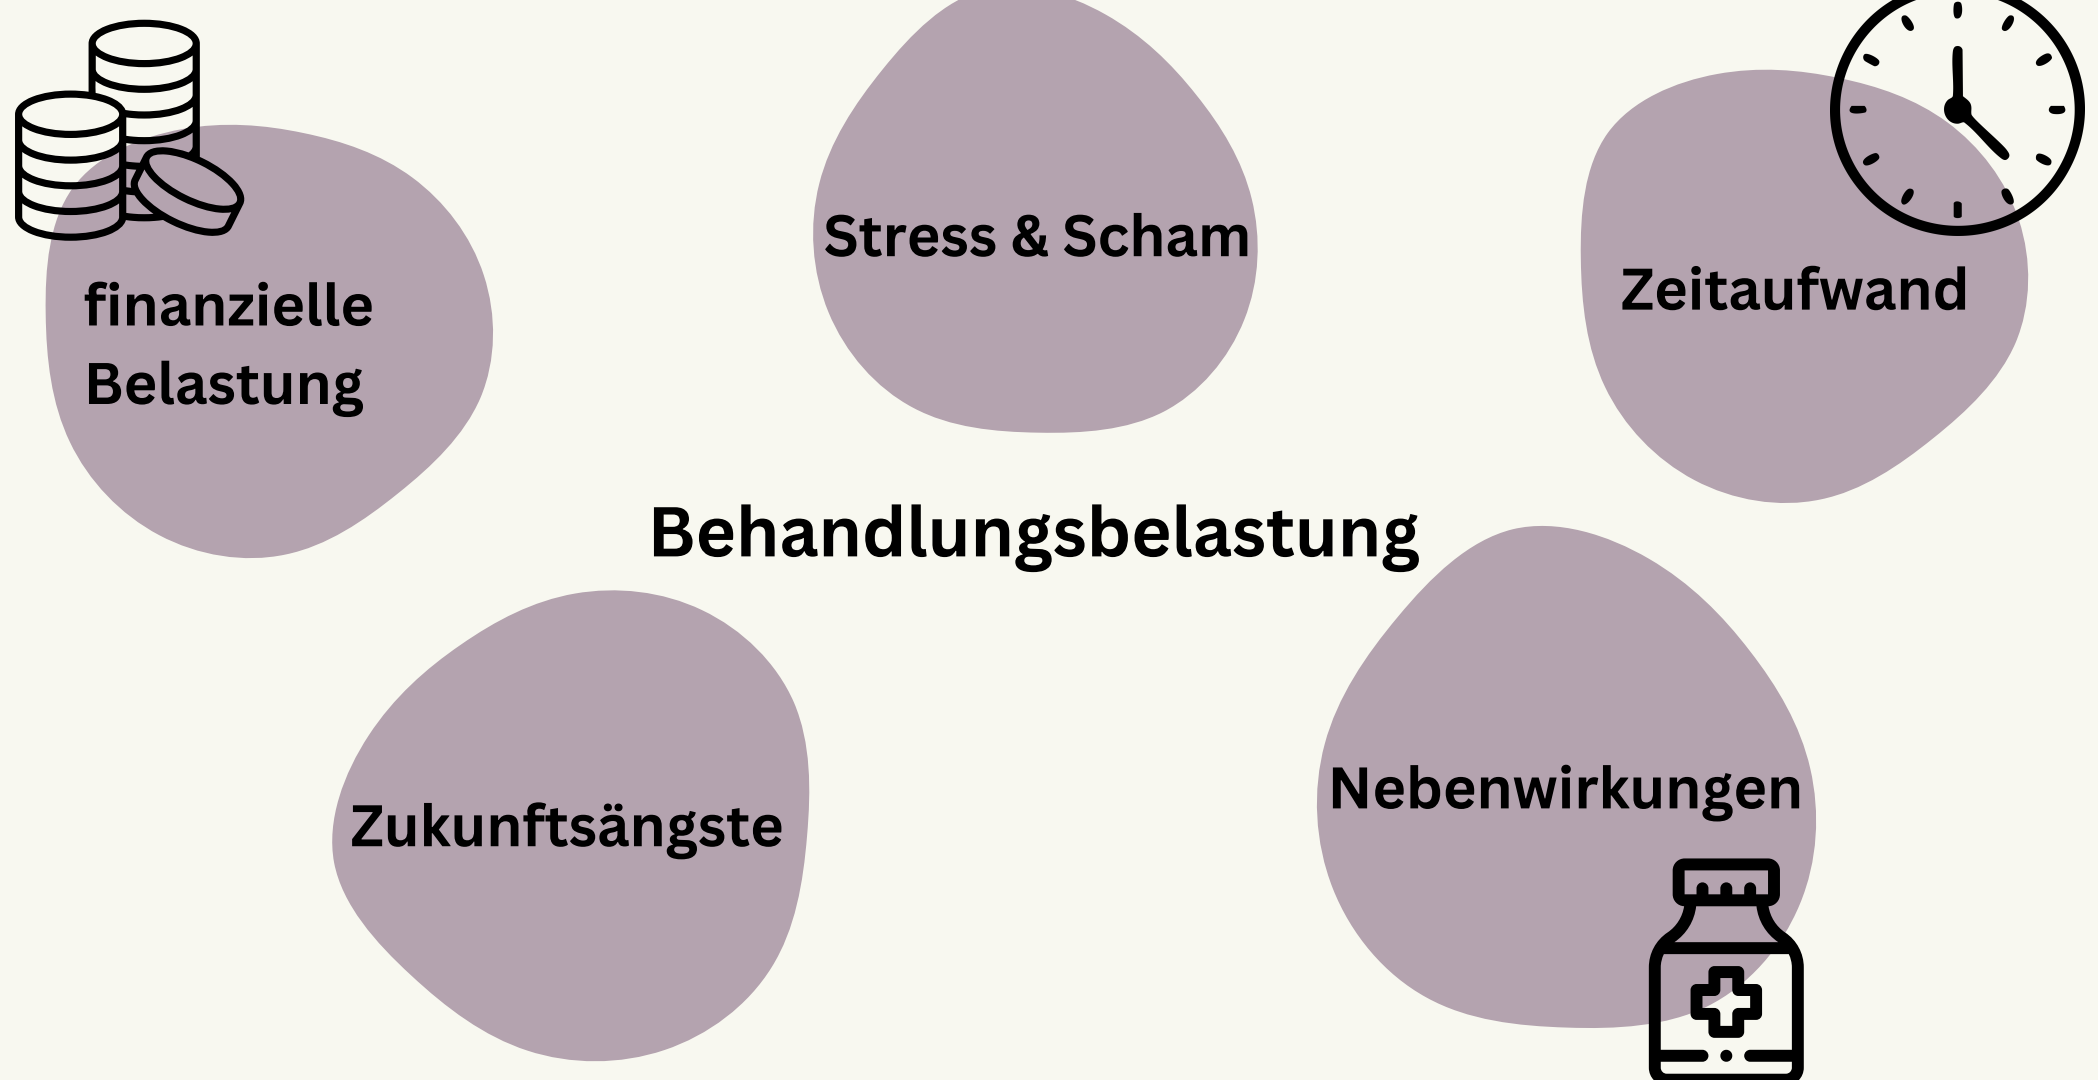 Stress & Scham
Zeitaufwand
finanzielle
Belastung
Behandlungsbelastung
Nebenwirkungen
Zukunftsängste